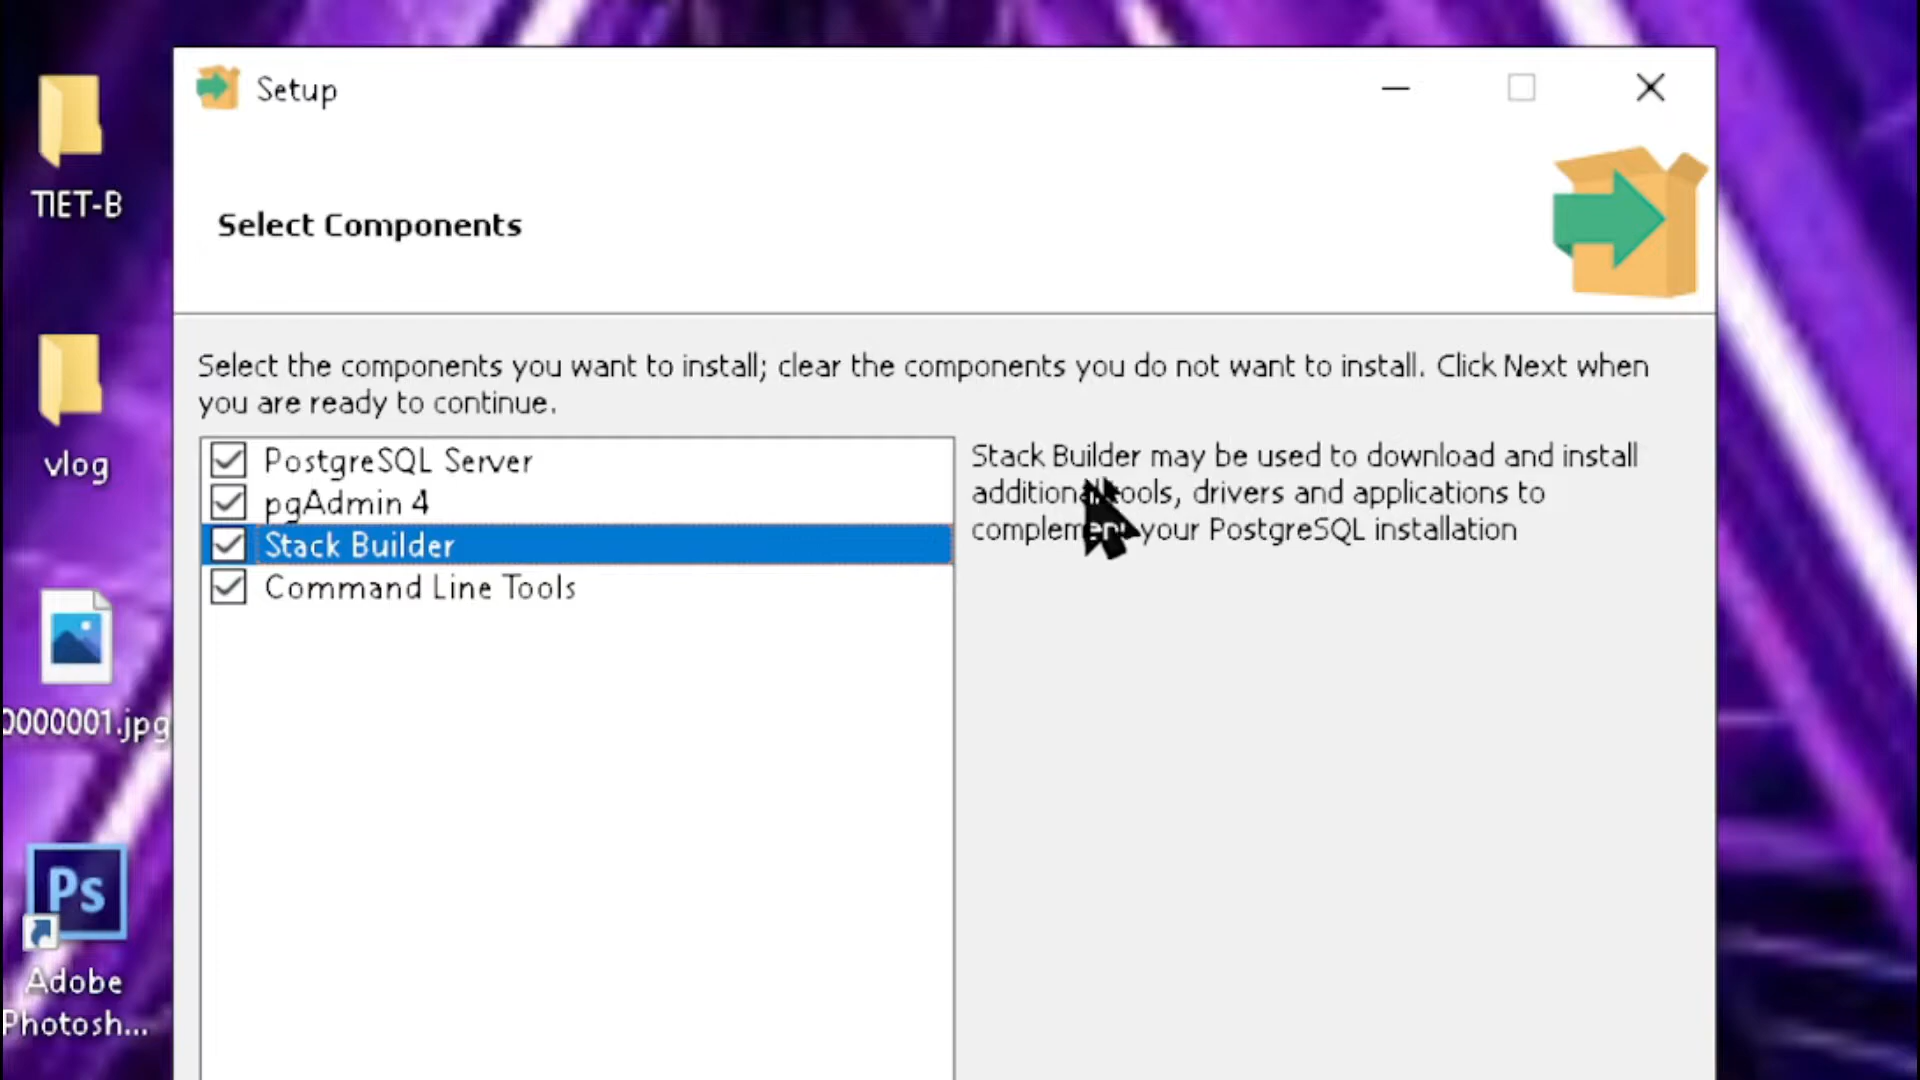 Setup
Select Components
Select the components you want to install; clear the components you do not want to install. Click Next when
you are ready to continue.
PostgreSQL Server
pgAdmin 4
Stack Builder
Command Line Tools
Stack Builder may be used to download and install
additional tools, drivers and applications to
complement your PostgreSQL installation
TIET-B
vlog
0000001.jpg
Ps
Adobe
Photosh...